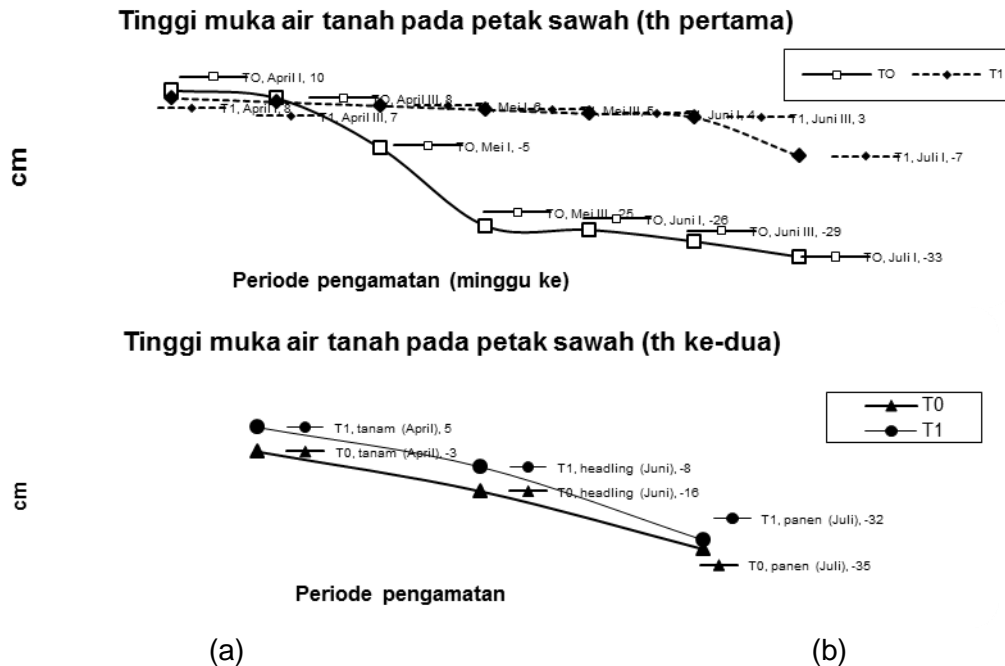 Tinggi muka air tanah pada petak sawah (th pertama)
TO T1
TO, April I, 10
T1, April I, 8
TO, April III, 8
T1, April III, 7
TO, Mei I, -5
Mei I, 6
TO, Mei III, -25
Mei III, 5
TO, Juni I, -26
Juni I, 4
TO, Juni III, -29
T1, Juni III, 3
TO, Juli I, -33
T1, Juli I, -7
cm
Periode pengamatan (minggu ke)
Tinggi muka air tanah pada petak sawah (th ke-dua)
T0
T1
T1, tanam (April), 5
T0, tanam (April), -3
T1, headling (Juni), -8
T0, headling (Juni), -16
T1, panen (Juli), -32
T0, panen (Juli), -35
cm
Periode pengamatan
(a) (b)